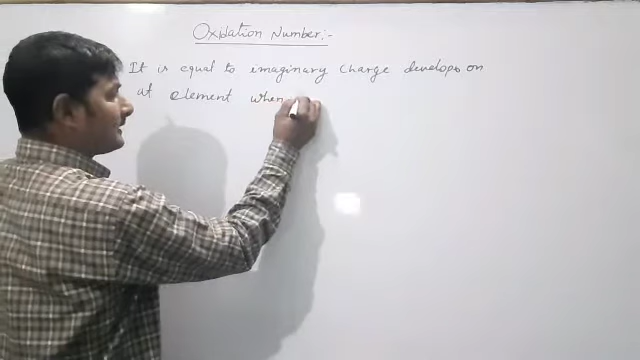 Oxidation Number:-
It is equal to imaginary charge develops on
at element when